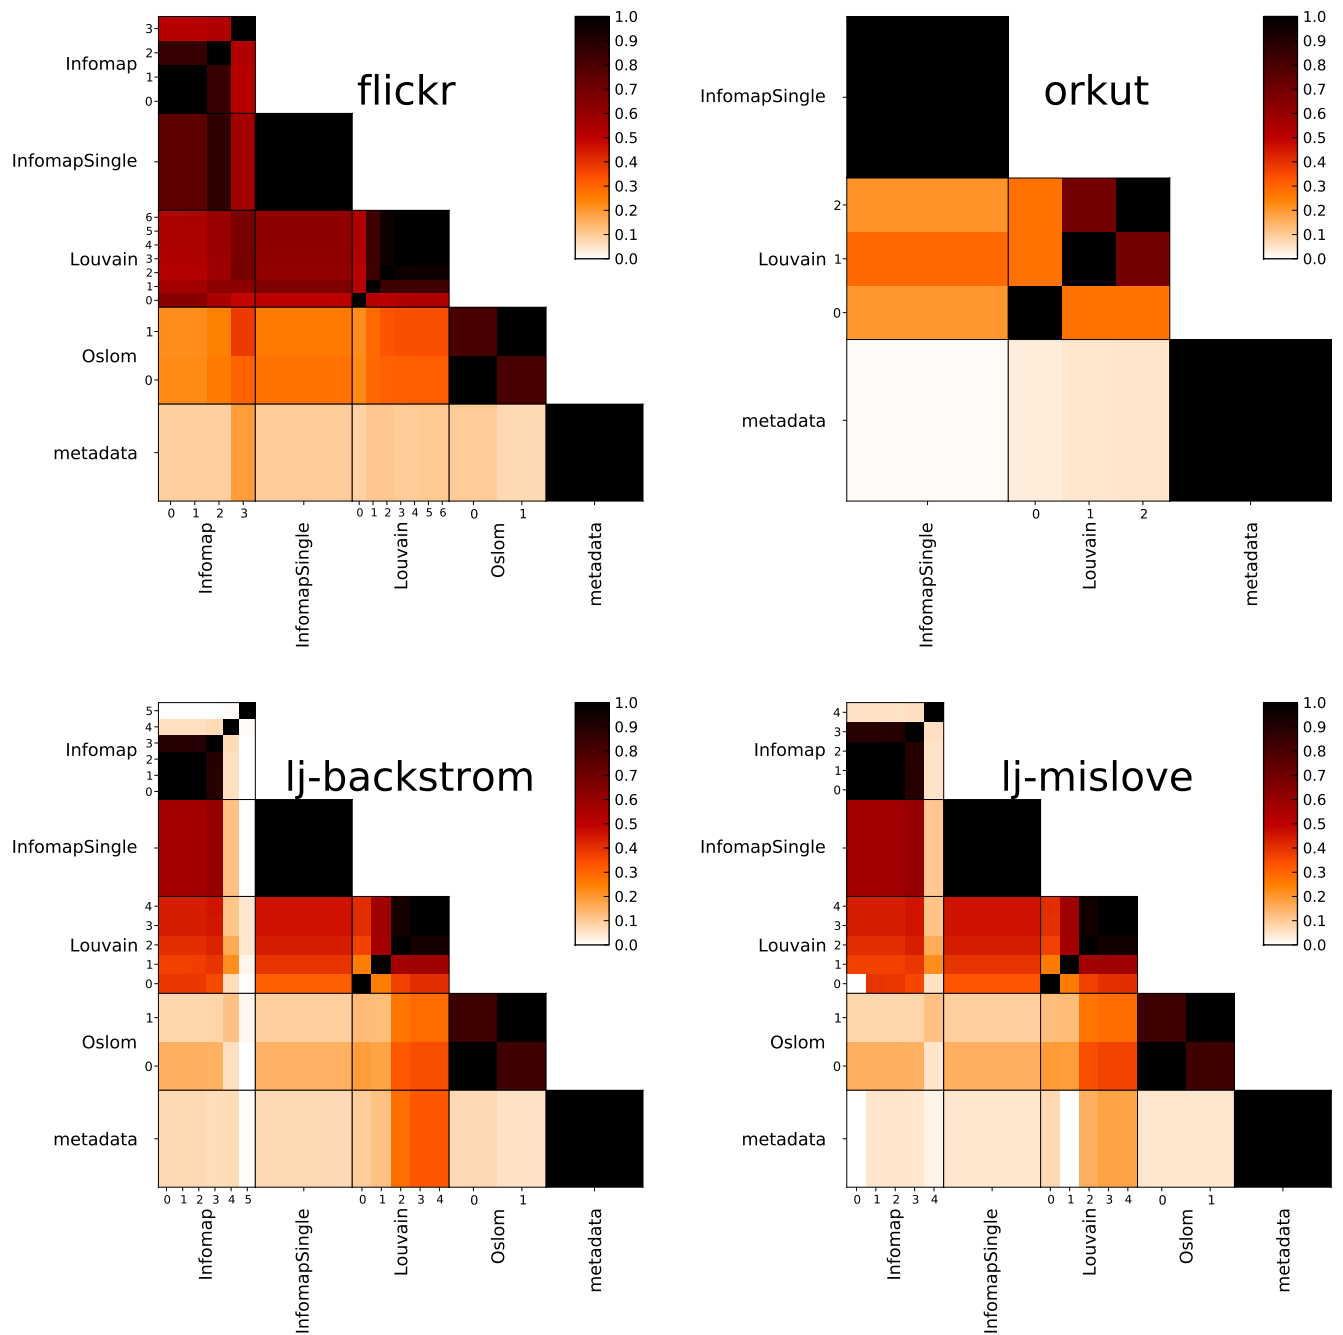 flickr
3
2
1
0
Infomap
InfomapSingle
6
5
4
3
2
1
0
Louvain
1
0
Oslom
metadata
0 1 2 3
0 1 2 3 4 5 6
0 1
Infomap
InfomapSingle
Louvain
Oslom
metadata
1.0
0.9
0.8
0.7
0.6
0.5
0.4
0.3
0.2
0.1
0.0
orkut
InfomapSingle
2
1
0
Louvain
metadata
0 1 2
InfomapSingle
Louvain
metadata
1.0
0.9
0.8
0.7
0.6
0.5
0.4
0.3
0.2
0.1
0.0
lj-backstrom
5
4
3
2
1
0
Infomap
InfomapSingle
4
3
2
1
0
Louvain
1
0
Oslom
metadata
0 1 2 3 4 5
0 1 2 3 4
0 1
Infomap
InfomapSingle
Louvain
Oslom
metadata
1.0
0.9
0.8
0.7
0.6
0.5
0.4
0.3
0.2
0.1
0.0
lj-mislove
4
3
2
1
0
Infomap
InfomapSingle
4
3
2
1
0
Louvain
1
0
Oslom
metadata
0 1 2 3 4
0 1 2 3 4
0 1
Infomap
InfomapSingle
Louvain
Oslom
metadata
1.0
0.9
0.8
0.7
0.6
0.5
0.4
0.3
0.2
0.1
0.0